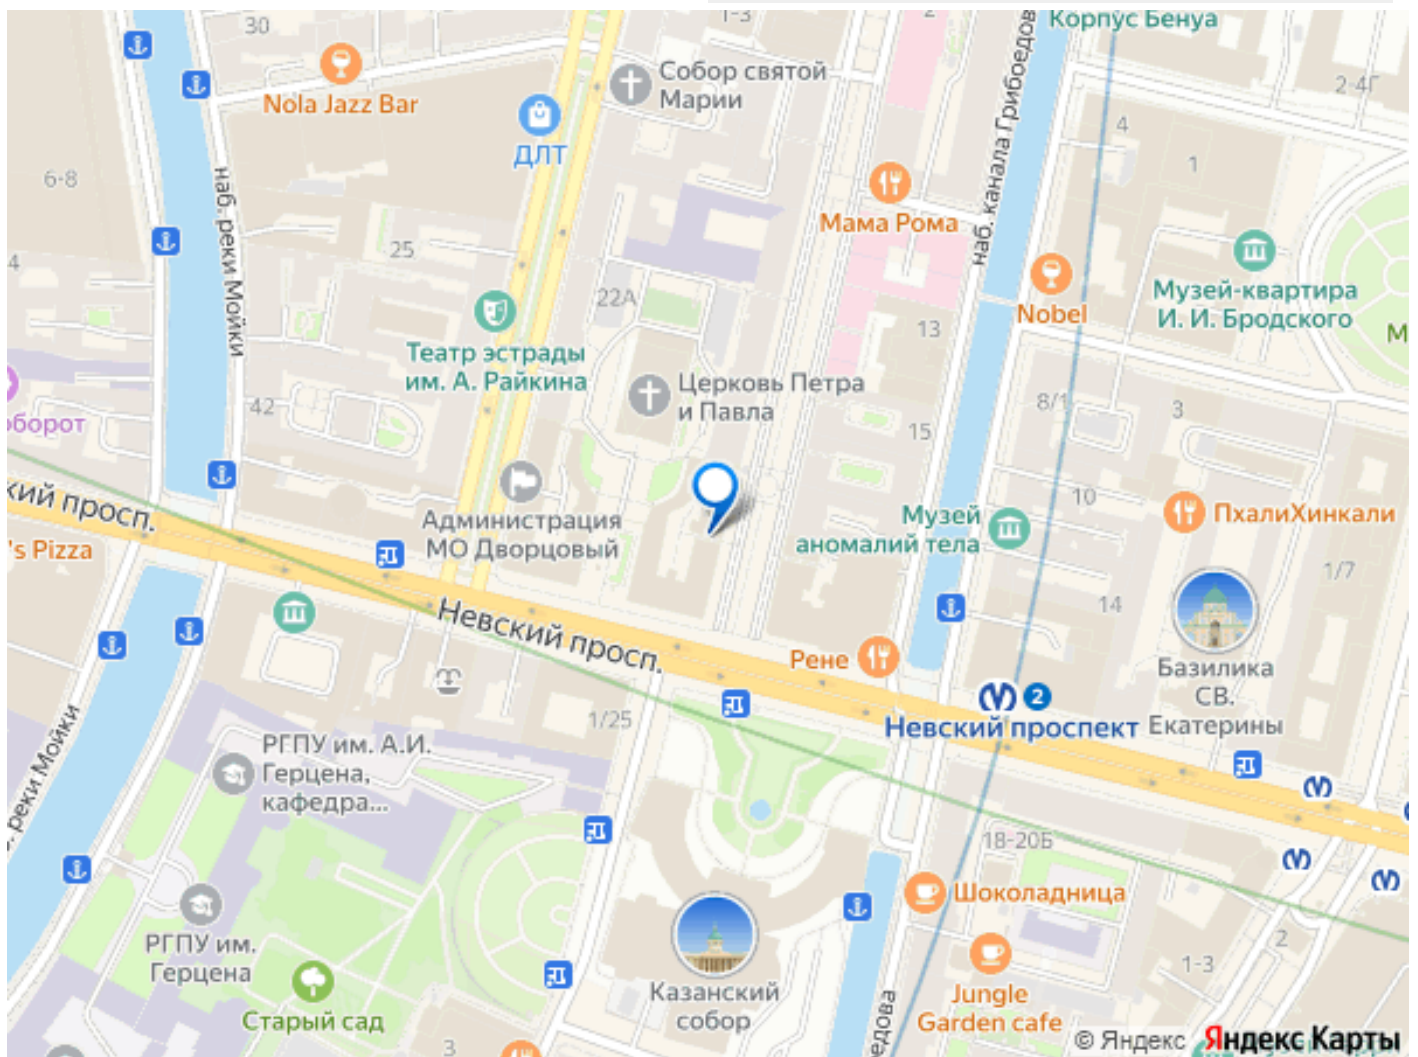 1-3
2
Корпус Бенуа
30
Собор святой
Марии
2-4Г
Nola Jazz Bar
наб. канала Грибоедов
4
ДЛТ
1
6-8
наб. реки Мойки
Мама Рома
25
4
22А
Музей-квартира
И. И. Бродского
Nobel
13
М
Театр эстрады
им. А. Райкина
Церковь Петра
и Павла
42
8/1
3
оборот
15
кий просп.
10
Администрация
МО Дворцовый
Музей
аномалий тела
ПхалиХинкали
's Pizza
1/7
14
Невский просп.
Рене
Базилика
СВ.
Екатерины
2
Невский проспект
1/25
реки Мойки
РГПУ им. А.И.
Герцена,
кафедра...
18-20Б
Шоколадница
РГПУ им.
Герцена
2
1-3
Казанский
собор
Jungle
Garden cafe
Старый сад
едова
3
© Яндекс Яндекс Карты